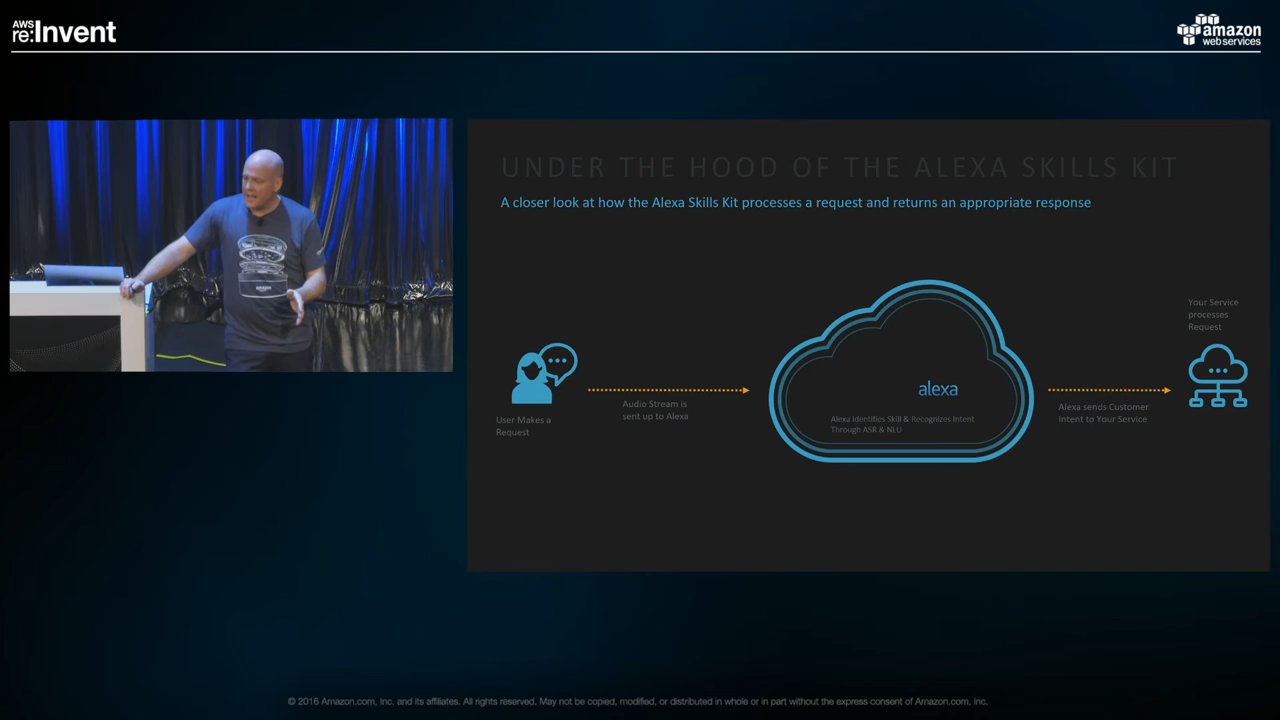 AWS
re:Invent
amazon
web services
UNDER THE HOOD OF THE ALEXA SKILLS KIT
A closer look at how the Alexa Skills Kit processes a request and returns an appropriate response
User Makes a
Request
Audio Stream is
sent up to Alexa
alexa
Alexa Identifies Skill & Recognizes Intent
Through ASR & NLU
Alexa sends Customer
Intent to Your Service
Your Service
processes
Request
© 2016 Amazon.com, Inc. and its affiliates. All rights reserved. May not be copied, modified, or distributed in whole or in part without the express consent of Amazon.com, Inc.